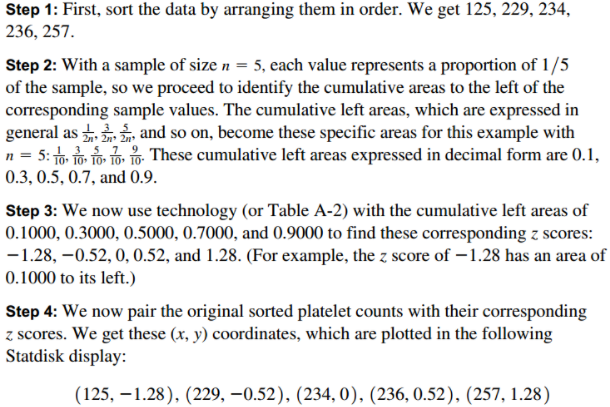 Step 1: First, sort the data by arranging them in order. We get 125, 229, 234,
236, 257.
Step 2: With a sample of size n = 5, each value represents a proportion of 1/5
of the sample, so we proceed to identify the cumulative areas to the left of the
corresponding sample values. The cumulative left areas, which are expressed in
general as 1/2n, 3/2n, 5/2n, and so on, become these specific areas for this example with
n = 5: 1/10, 3/10, 5/10, 7/10, 9/10. These cumulative left areas expressed in decimal form are 0.1,
0.3, 0.5, 0.7, and 0.9.
Step 3: We now use technology (or Table A-2) with the cumulative left areas of
0.1000, 0.3000, 0.5000, 0.7000, and 0.9000 to find these corresponding z scores:
−1.28, −0.52, 0, 0.52, and 1.28. (For example, the z score of −1.28 has an area of
0.1000 to its left.)
Step 4: We now pair the original sorted platelet counts with their corresponding
z scores. We get these (x, y) coordinates, which are plotted in the following
Statdisk display:
(125, −1.28), (229, −0.52), (234, 0), (236, 0.52), (257, 1.28)